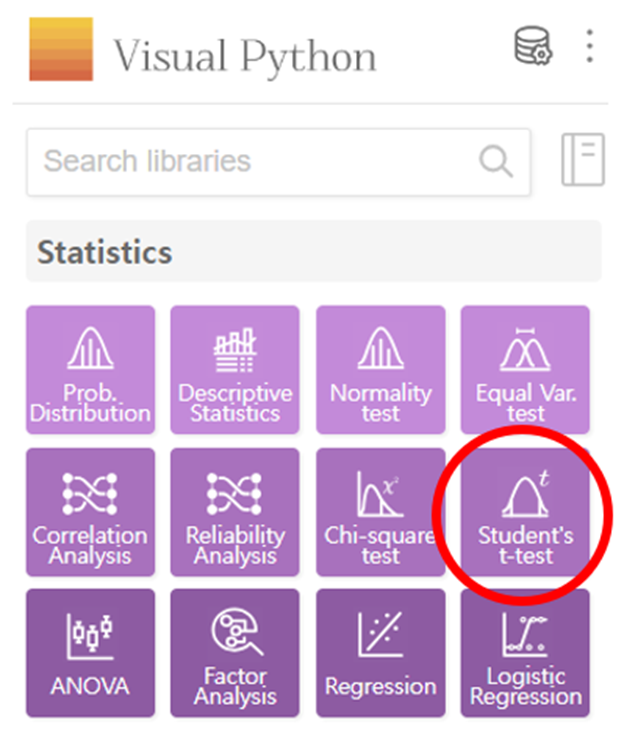 Visual Python
Search libraries
Statistics
Prob.
Distribution
Descriptive
Statistics
Normality
test
Equal Var.
test
Correlation
Analysis
Reliability
Analysis
χ²
Chi-square
test
t
Student's
t-test
ANOVA
Factor
Analysis
Regression
Logistic
Regression